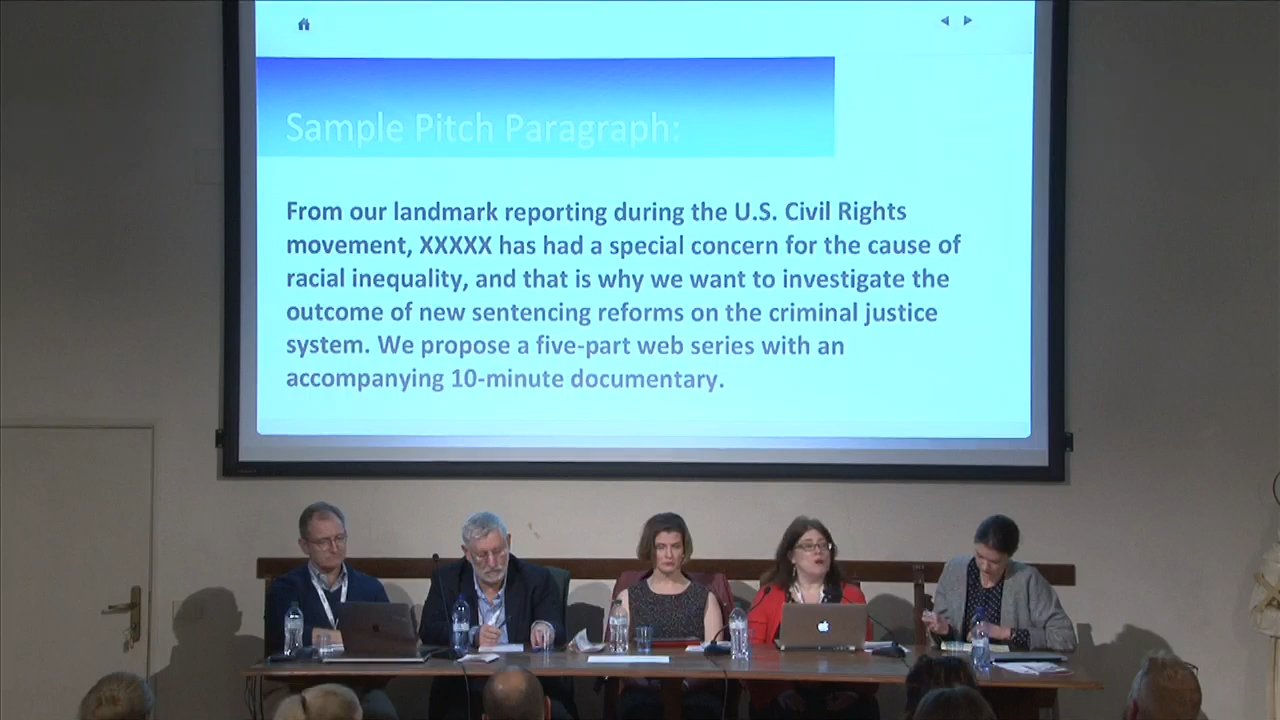 Sample Pitch Paragraph:
From our landmark reporting during the U.S. Civil Rights
movement, XXXXX has had a special concern for the cause of
racial inequality, and that is why we want to investigate the
outcome of new sentencing reforms on the criminal justice
system. We propose a five-part web series with an
accompanying 10-minute documentary.